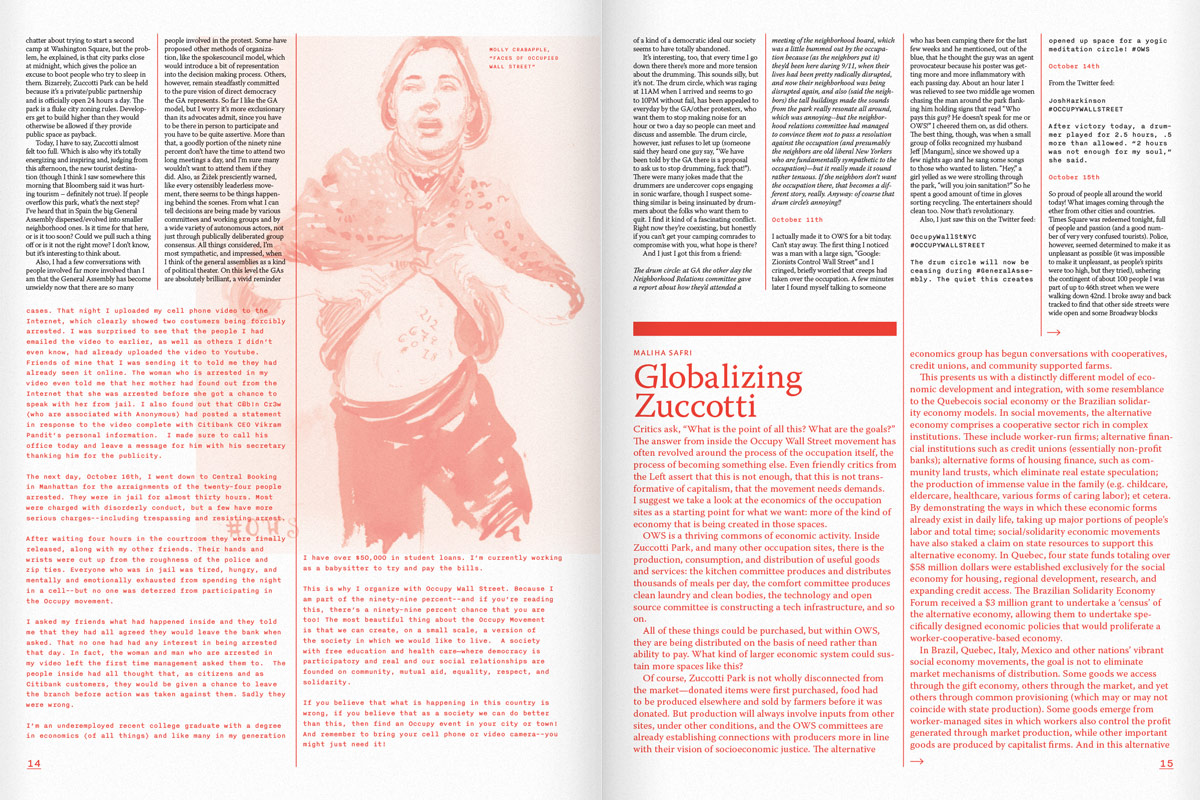 chatter about trying to start a second
camp at Washington Square, but the prob-
lem, he explained, is that city parks close
at midnight, which gives the police an
excuse to boot people who try to sleep in
them. Bizarrely, Zuccotti Park can be held
because it's a private/public partnership
and is officially open 24 hours a day. The
park is a fluke city zoning rules. Develop-
ers get to build higher than they would
otherwise be allowed if they provide
public space as payback.
Today, I have to say, Zuccotti almost
felt too full. Which is also why it's totally
energizing and inspiring and, judging from
this afternoon, the new tourist destina-
tion (though I think I saw somewhere this
morning that Bloomberg said it was hurt-
ing tourism – definitely not true). If people
overflow this park, what's the next step?
I've heard that in Spain the big General
Assembly dispersed/evolved into smaller
neighborhood ones. Is it time for that here,
or is it too soon? Could we pull such a thing
off or is it not the right move? I don't know,
but it's interesting to think about.
Also, I had a few conversations with
people involved far more involved than I
am that the General Assembly has become
unwieldy now that there are so many
people involved in the protest. Some have
proposed other methods of organiza-
tion, like the spokescouncil model, which
would introduce a bit of representation
into the decision making process. Others,
however, remain steadfastly committed
to the pure vision of direct democracy
the GA represents. So far I like the GA
model, but I worry it's more exclusionary
than its advocates admit, since you have
to be there in person to participate and
you have to be quite assertive. More than
that, a goodly portion of the ninety nine
percent don't have the time to attend two
long meetings a day, and I'm sure many
wouldn't want to attend them if they
did. Also, as Žižek presciently warned,
like every ostensibly leaderless move-
ment, there seem to be things happen-
ing behind the scenes. From what I can
tell decisions are being made by various
committees and working groups and by
a wide variety of autonomous actors, not
just through publicly deliberated group
consensus. All things considered, I'm
most sympathetic, and impressed, when
I think of the general assemblies as a kind
of political theater. On this level the GAs
are absolutely brilliant, a vivid reminder
MOLLY CRABAPPLE,
"FACES OF OCCUPIED
WALL STREET"
cases. That night I uploaded my cell phone video to the
Internet, which clearly showed two costumers being forcibly
arrested. I was surprised to see that the people I had
emailed the video to earlier, as well as others I didn't
even know, had already uploaded the video to Youtube.
Friends of mine that I was sending it to told me they had
already seen it online. The woman who is arrested in my
video even told me that her mother had found out from the
Internet that she was arrested before she got a chance to
speak with her from jail. I also found out that CBb!n Cr3w
(who are associated with Anonymous) had posted a statement
in response to the video complete with Citibank CEO Vikram
Pandit's personal information. I made sure to call his
office today and leave a message for him with his secretary
thanking him for the publicity.
The next day, October 16th, I went down to Central Booking
in Manhattan for the arraignments of the twenty-four people
arrested. They were in jail for almost thirty hours. Most
were charged with disorderly conduct, but a few have more
serious charges--including trespassing and resisting arrest.
#OWS
After waiting four hours in the courtroom they were finally
released, along with my other friends. Their hands and
wrists were cut up from the roughness of the police and
zip ties. Everyone who was in jail was tired, hungry, and
mentally and emotionally exhausted from spending the night
in a cell--but no one was deterred from participating in
the Occupy movement.
I asked my friends what had happened inside and they told
me that they had all agreed they would leave the bank when
asked. That no one had had any interest in being arrested
that day. In fact, the woman and man who are arrested in
my video left the first time management asked them to. The
people inside had all thought that, as citizens and as
Citibank customers, they would be given a chance to leave
the branch before action was taken against them. Sadly they
were wrong.
I'm an underemployed recent college graduate with a degree
in economics (of all things) and like many in my generation
I have over $50,000 in student loans. I'm currently working
as a babysitter to try and pay the bills.
This is why I organize with Occupy Wall Street. Because I
am part of the ninety-nine percent--and if you're reading
this, there's a ninety-nine percent chance that you are
too! The most beautiful thing about the Occupy Movement
is that we can create, on a small scale, a version of
the society in which we would like to live. A society
with free education and health care—where democracy is
participatory and real and our social relationships are
founded on community, mutual aid, equality, respect, and
solidarity.
If you believe that what is happening in this country is
wrong, if you believe that as a society we can do better
than this, then find an Occupy event in your city or town!
And remember to bring your cell phone or video camera--you
might just need it!
14
of a kind of a democratic ideal our society
seems to have totally abandoned.
It's interesting, too, that every time I go
down there there's more and more tension
about the drumming. This sounds silly, but
it's not. The drum circle, which was raging
at 11AM when I arrived and seems to go
to 10PM without fail, has been appealed to
everyday by the GA/other protesters, who
want them to stop making noise for an
hour or two a day so people can meet and
discuss and assemble. The drum circle,
however, just refuses to let up (someone
said they heard one guy say, "We have
been told by the GA there is a proposal
to ask us to stop drumming, fuck that!").
There were many jokes made that the
drummers are undercover cops engaging
in sonic warfare, though I suspect some-
thing similar is being insinuated by drum-
mers about the folks who want them to
quit. I find it kind of a fascinating conflict.
Right now they're coexisting, but honestly
if you can't get your camping comrades to
compromise with you, what hope is there?
And I just I got this from a friend:
The drum circle: at GA the other day the
Neighborhood Relations committee gave
a report about how they'd attended a
meeting of the neighborhood board, which
was a little bummed out by the occupa-
tion because (as the neighbors put it)
they'd been here during 9/11, when their
lives had been pretty radically disrupted,
and now they felt like their lives were being
disrupted again, and also (said the neigh-
bors) the tall buildings made the sounds
from the park really resonate all around,
which was annoying--but the neighbor-
hood relations committee had managed
to convince them not to pass a resolution
against the occupation (and presumably
the neighbors are old liberal New Yorkers
who are fundamentally sympathetic to the
occupation)—but it really made it sound
rather tenuous. If the neighbors don't want
the occupation there, that becomes a dif-
ferent story, really. Anyway: of course that
drum circle's annoying!!
October 11th
I actually made it to OWS for a bit today.
Can't stay away. The first thing I noticed
was a man with a large sign, "Google:
Zionists Control Wall Street" and I
cringed, briefly worried that creeps had
taken over the occupation. A few minutes
later I found myself talking to someone
who has been camping there for the last
few weeks and he mentioned, out of the
blue, that he thought the guy was an agent
provocateur because his poster was get-
ting more and more inflammatory with
each passing day. About an hour later I
was relieved to see two middle age women
chasing the man around the park flank-
ing him holding signs that read "Who
pays this guy? He doesn't speak for me or
OWS!" I cheered them on, as did others.
The best thing, though, was when a small
group of folks recognized my husband
Jeff [Mangum], since we showed up a
few nights ago and he sang some songs
to those who wanted to listen. "Hey," a
girl yelled as we were strolling through
the park, "will you join sanitation?" So he
spent a good amount of time in gloves
sorting recycling. The entertainers should
clean too. Now that's revolutionary.
Also, I just saw this on the Twitter feed:
OccupyWallStNYC
#OCCUPYWALLSTREET
The drum circle will now be
ceasing during #GeneralAsse-
mbly. The quiet this creates
opened up space for a yogic
meditation circle! #OWS
October 14th
From the Twitter feed:
JoshHarkinson
#OCCUPYWALLSTREET
After victory today, a drum-
mer played for 2.5 hours, .5
more than allowed. "2 hours
was not enough for my soul,"
she said.
October 15th
So proud of people all around the world
today! What images coming through the
ether from other cities and countries.
Times Square was redeemed tonight, full
of people and passion (and a good num-
ber of very very confused tourists). Police,
however, seemed determined to make it as
unpleasant as possible (it was impossible
to make it unpleasant, as people's spirits
were too high, but they tried), ushering
the contingent of about 100 people I was
part of up to 46th street when we were
walking down 42nd. I broke away and back
tracked to find that other side streets were
wide open and some Broadway blocks
→
MALIHA SAFRI
Globalizing
Zuccotti
Critics ask, "What is the point of all this? What are the goals?"
The answer from inside the Occupy Wall Street movement has
often revolved around the process of the occupation itself, the
process of becoming something else. Even friendly critics from
the Left assert that this is not enough, that this is not trans-
formative of capitalism, that the movement needs demands.
I suggest we take a look at the economics of the occupation
sites as a starting point for what we want: more of the kind of
economy that is being created in those spaces.
OWS is a thriving commons of economic activity. Inside
Zuccotti Park, and many other occupation sites, there is the
production, consumption, and distribution of useful goods
and services: the kitchen committee produces and distributes
thousands of meals per day, the comfort committee produces
clean laundry and clean bodies, the technology and open
source committee is constructing a tech infrastructure, and so
on.
All of these things could be purchased, but within OWS,
they are being distributed on the basis of need rather than
ability to pay. What kind of larger economic system could sus-
tain more spaces like this?
Of course, Zuccotti Park is not wholly disconnected from
the market—donated items were first purchased, food had
to be produced elsewhere and sold by farmers before it was
donated. But production will always involve inputs from other
sites, under other conditions, and the OWS committees are
already establishing connections with producers more in line
with their vision of socioeconomic justice. The alternative
economics group has begun conversations with cooperatives,
credit unions, and community supported farms.
This presents us with a distinctly different model of eco-
nomic development and integration, with some resemblance
to the Quebecois social economy or the Brazilian solidar-
ity economy models. In social movements, the alternative
economy comprises a cooperative sector rich in complex
institutions. These include worker-run firms; alternative finan-
cial institutions such as credit unions (essentially non-profit
banks); alternative forms of housing finance, such as com-
munity land trusts, which eliminate real estate speculation;
the production of immense value in the family (e.g. childcare,
eldercare, healthcare, various forms of caring labor); et cetera.
By demonstrating the ways in which these economic forms
already exist in daily life, taking up major portions of people's
labor and total time; social/solidarity economic movements
have also staked a claim on state resources to support this
alternative economy. In Quebec, four state funds totaling over
$58 million dollars were established exclusively for the social
economy for housing, regional development, research, and
expanding credit access. The Brazilian Solidarity Economy
Forum received a $3 million grant to undertake a 'census' of
the alternative economy, allowing them to undertake spe-
cifically designed economic policies that would proliferate a
worker-cooperative-based economy.
In Brazil, Quebec, Italy, Mexico and other nations' vibrant
social economy movements, the goal is not to eliminate
market mechanisms of distribution. Some goods we access
through the gift economy, others through the market, and yet
others through common provisioning (which may or may not
coincide with state production). Some goods emerge from
worker-managed sites in which workers also control the profit
generated through market production, while other important
goods are produced by capitalist firms. And in this alternative
→
15